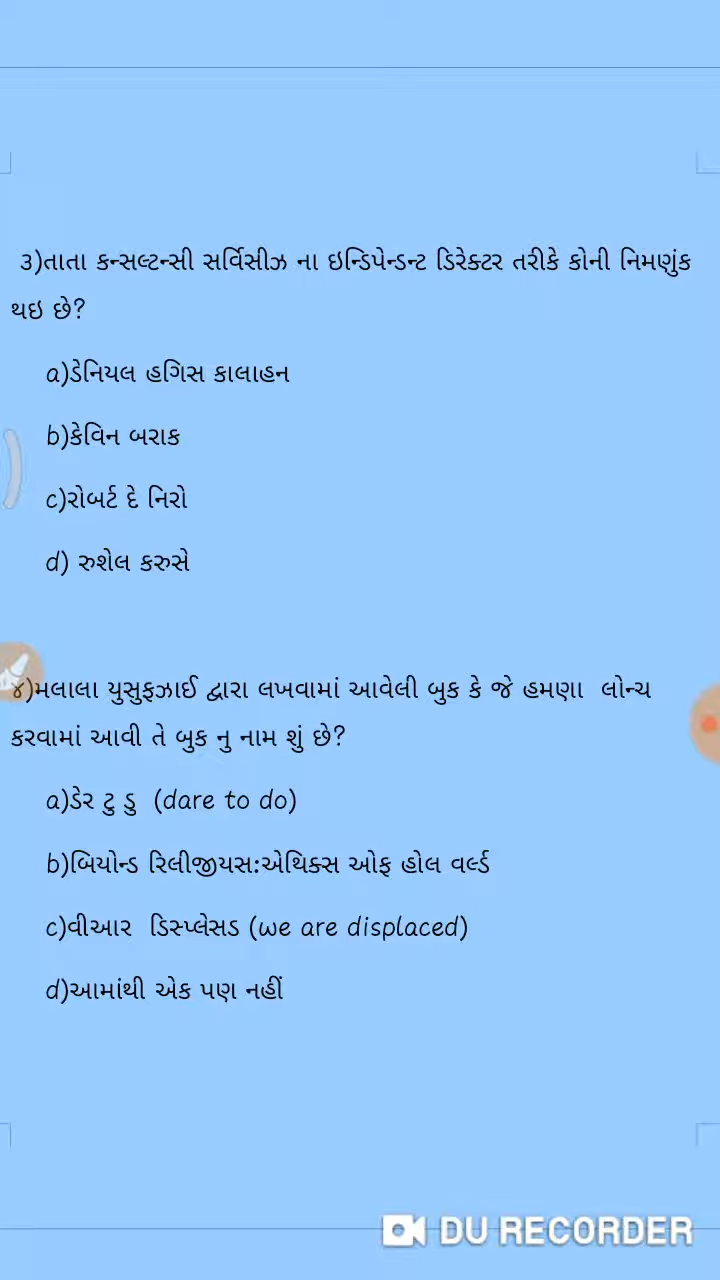 ૩)તાતા કન્સલ્ટન્સી સર્વિસીઝ ના ઇન્ડિપેન્ડન્ટ ડિરેક્ટર તરીકે કોની નિમણુંક
થઇ છે?
a)ડેનિયલ હગિસ કાલાહન
b)કેવિન બરાક
c)રોબર્ટ દે નિરો
d) રુશેલ કરુસે
૪)મલાલા યુસુફઝાઈ દ્વારા લખવામાં આવેલી બુક કે જે હમણા લોન્ચ
કરવામાં આવી તે બુક નુ નામ શું છે?
a)ડેર ટુ ડુ (dare to do)
b)બિયોન્ડ રિલીજીયસ:એથિક્સ ઓફ હોલ વર્લ્ડ
c)વીઆર ડિસ્પ્લેસડ (we are displaced)
d)આમાંથી એક પણ નહીં
DU RECORDER